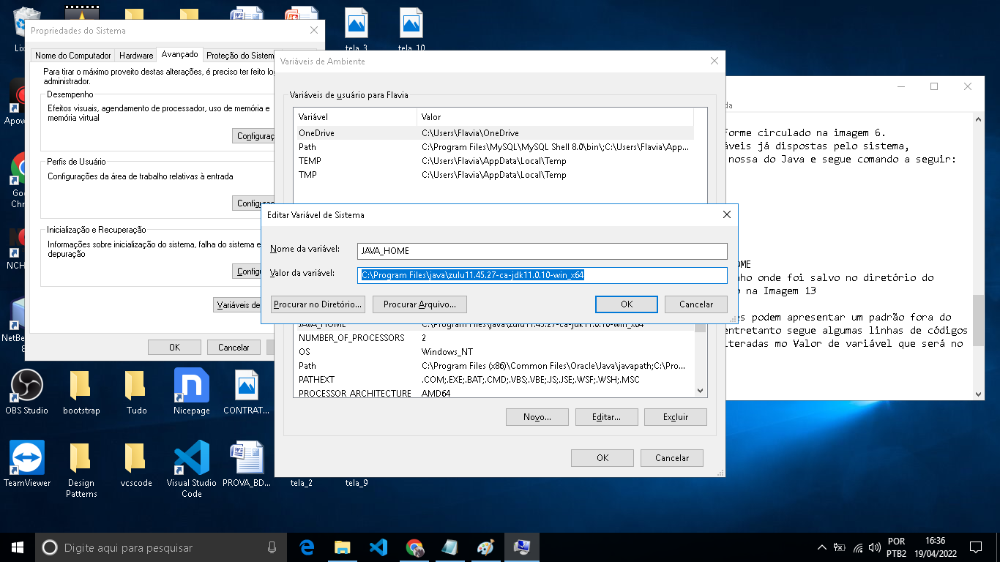 Propriedades do Sistema
Nome do Computador
Hardware
Avançado
Proteção do Sistem
Para tirar o máximo proveito destas alterações, é preciso ter feito lo
administrador.
Desempenho
Efeitos visuais, agendamento de processador, uso de memória e
memória virtual
Configuraç
Perfis de Usuário
Configurações da área de trabalho relativas à entrada
Configuraç
Inicialização e Recuperação
Informações sobre inicialização do sistema, falha do sistema e
depuração
Config
Variáveis de
OK
Cancelar
Variáveis de Ambiente
Variáveis de usuário para Flavia
Variável Valor
OneDrive C:\Users\Flavia\OneDrive
Path C:\Program Files\MySQL\MySQL Shell 8.0\bin\;C:\Users\Flavia\App...
TEMP C:\Users\Flavia\AppData\Local\Temp
TMP C:\Users\Flavia\AppData\Local\Temp
Editar Variável de Sistema
Nome da variável: JAVA_HOME
Valor da variável: C:\Program Files\java\zulu11.45.27-ca-jdk11.0.10-win_x64
Procurar no Diretório...
Procurar Arquivo...
OK
Cancelar
JAVA_HOME C:\Program Files\java\zulu11.45.27-ca-jdk11.0.10-win_x64
NUMBER_OF_PROCESSORS 2
OS Windows_NT
Path C:\Program Files (x86)\Common Files\Oracle\Java\javapath;C:\Pro...
PATHEXT .COM;.EXE;.BAT;.CMD;.VBS;.VBE;.JS;.JSE;.WSF;.WSH;.MSC
PROCESSOR_ARCHITECTURE AMD64
Novo...
Editar...
Excluir
OK
Cancelar
da
forme circulado na imagem 6.
áveis já dispostas pelo sistema,
nossa do Java e segue comando a seguir:
OME
nho onde foi salvo no diretório do
o na Imagem 13
es podem apresentar um padrão fora do
entretanto segue algumas linhas de códigos
lteradas mo Valor de variável que será no
Lix
tela_3
tela_10
Apow
Goo
Chr
NCH
NetBe
8
OBS Studio
bootstrap
Tudo
Nicepage
CONTRAT...
TeamViewer
Design
Patterns
vcscode
Visual Studio
Code
PROVA_BD...
tela_2
tela_9
Digite aqui para pesquisar
POR
PTB2
16:36
19/04/2022